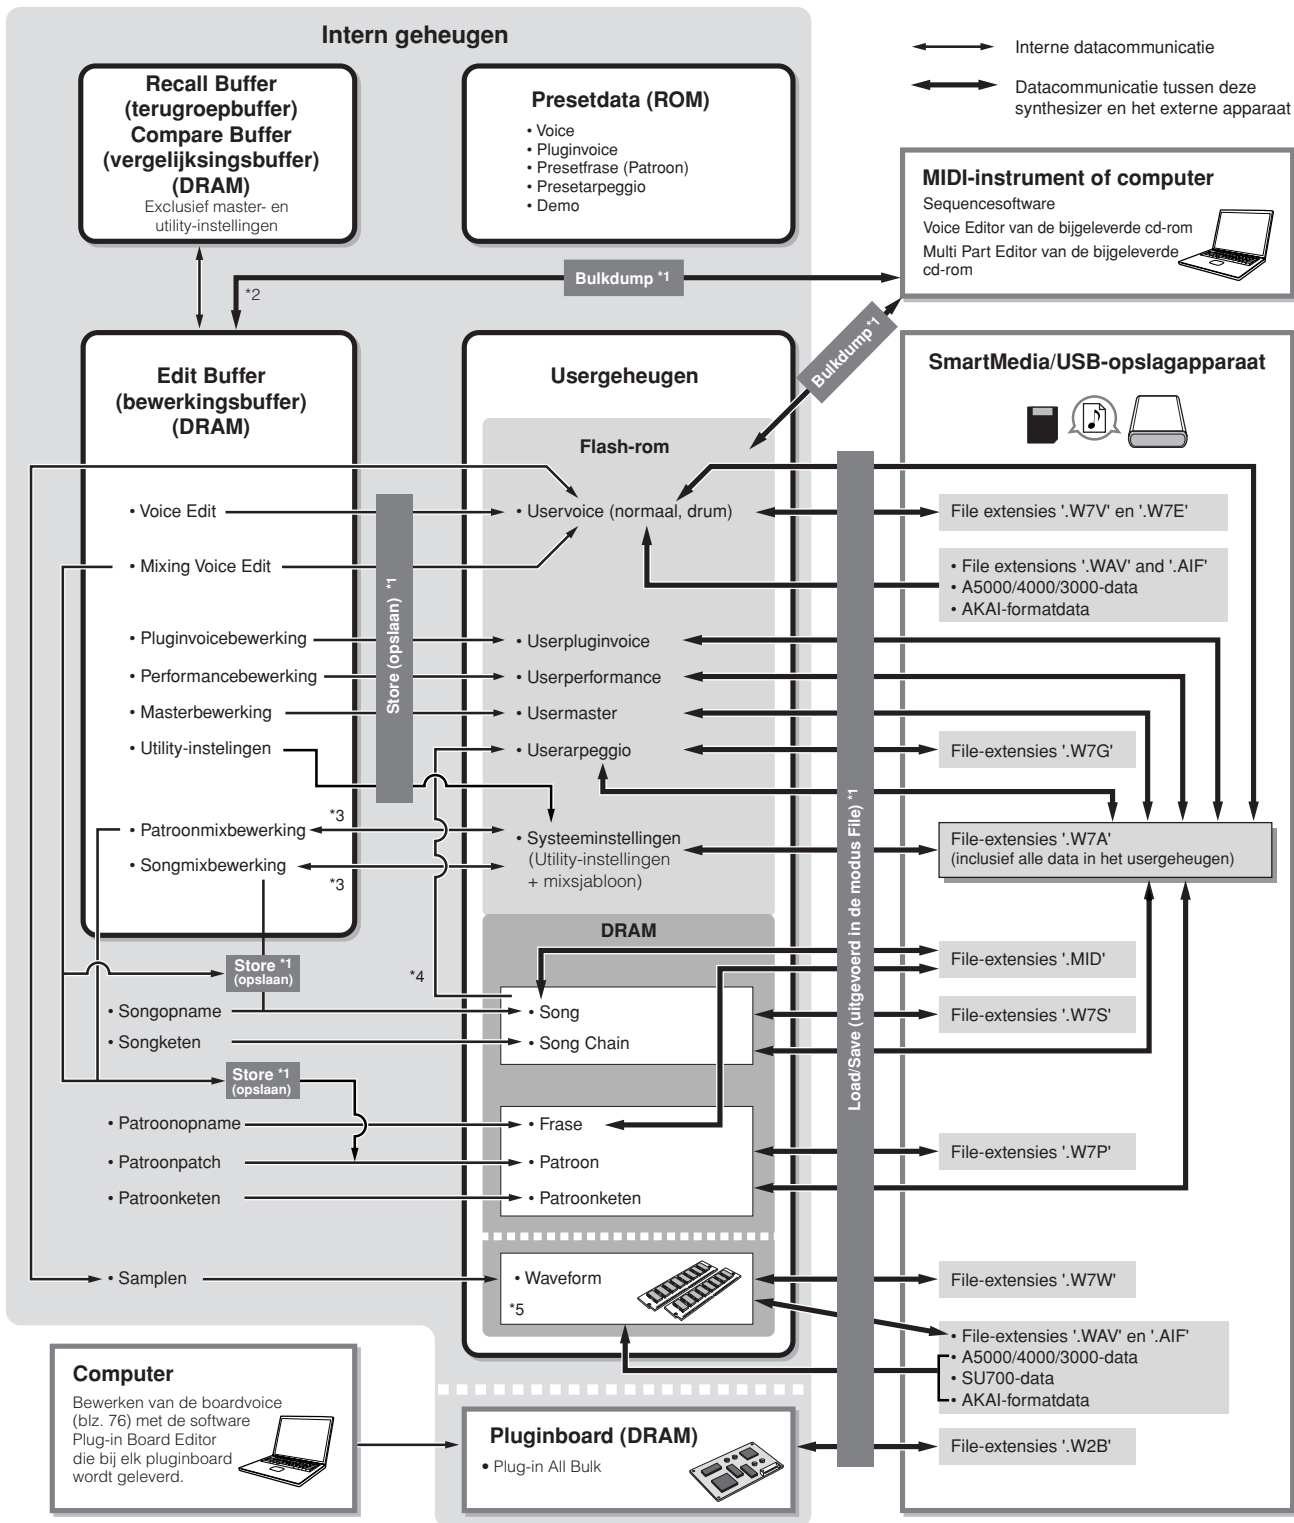 Intern geheugen
Interne datacommunicatie
Datacommunicatie tussen deze
synthesizer en het externe apparaat
Recall Buffer
(terugroepbuffer)
Compare Buffer
(vergelijksingsbuffer)
(DRAM)
Exclusief master- en
utility-instellingen
Presetdata (ROM)
• Voice
• Pluginvoice
• Presetfrase (Patroon)
• Presetarpeggio
• Demo
MIDI-instrument of computer
Sequencesoftware
Voice Editor van de bijgeleverde cd-rom
Multi Part Editor van de bijgeleverde
cd-rom
Bulkdump *1
*2
Bulkdump *1
Edit Buffer
(bewerkingsbuffer)
(DRAM)
• Voice Edit
• Mixing Voice Edit
• Pluginvoicebewerking
• Performancebewerking
• Masterbewerking
• Utility-instelingen
• Patroonmixbewerking
• Songmixbewerking
*3
*3
Store (opslaan) *1
Usergeheugen
Flash-rom
• Uservoice (normaal, drum)
• Userpluginvoice
• Userperformance
• Usermaster
• Userarpeggio
• Systeeminstellingen
(Utility-instellingen
+ mixsjabloon)
DRAM
*4
• Song
• Song Chain
• Frase
• Patroon
• Patroonketen
• Waveform
*5
Store *1
(opslaan)
• Songopname
• Songketen
Store *1
(opslaan)
• Patroonopname
• Patroonpatch
• Patroonketen
• Samplen
Load/Save (uitgevoerd in de modus File) *1
SmartMedia/USB-opslagapparaat
File extensies '.W7V' en '.W7E'
• File extensions '.WAV' and '.AIF'
• A5000/4000/3000-data
• AKAI-formatdata
File-extensies '.W7G'
File-extensies '.W7A'
(inclusief alle data in het usergeheugen)
File-extensies '.MID'
File-extensies '.W7S'
File-extensies '.W7P'
File-extensies '.W7W'
• File-extensies '.WAV' en '.AIF'
• A5000/4000/3000-data
• SU700-data
• AKAI-formatdata
File-extensies '.W2B'
Computer
Bewerken van de boardvoice
(blz. 76) met de software
Plug-in Board Editor
die bij elk pluginboard
wordt geleverd.
Pluginboard (DRAM)
• Plug-in All Bulk